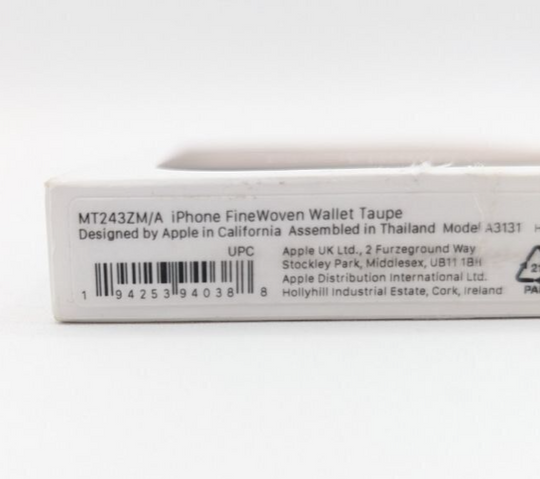 MT243ZM/A iPhone FineWoven Wallet Taupe
Designed by Apple in California Assembled in Thailand Model A3131
UPC
1 94253 94038 8
Apple UK Ltd., 2 Furzeground Way
Stockley Park, Middlesex, UB11 1BH
Apple Distribution International Ltd.
Hollyhill Industrial Estate, Cork, Ireland
PA